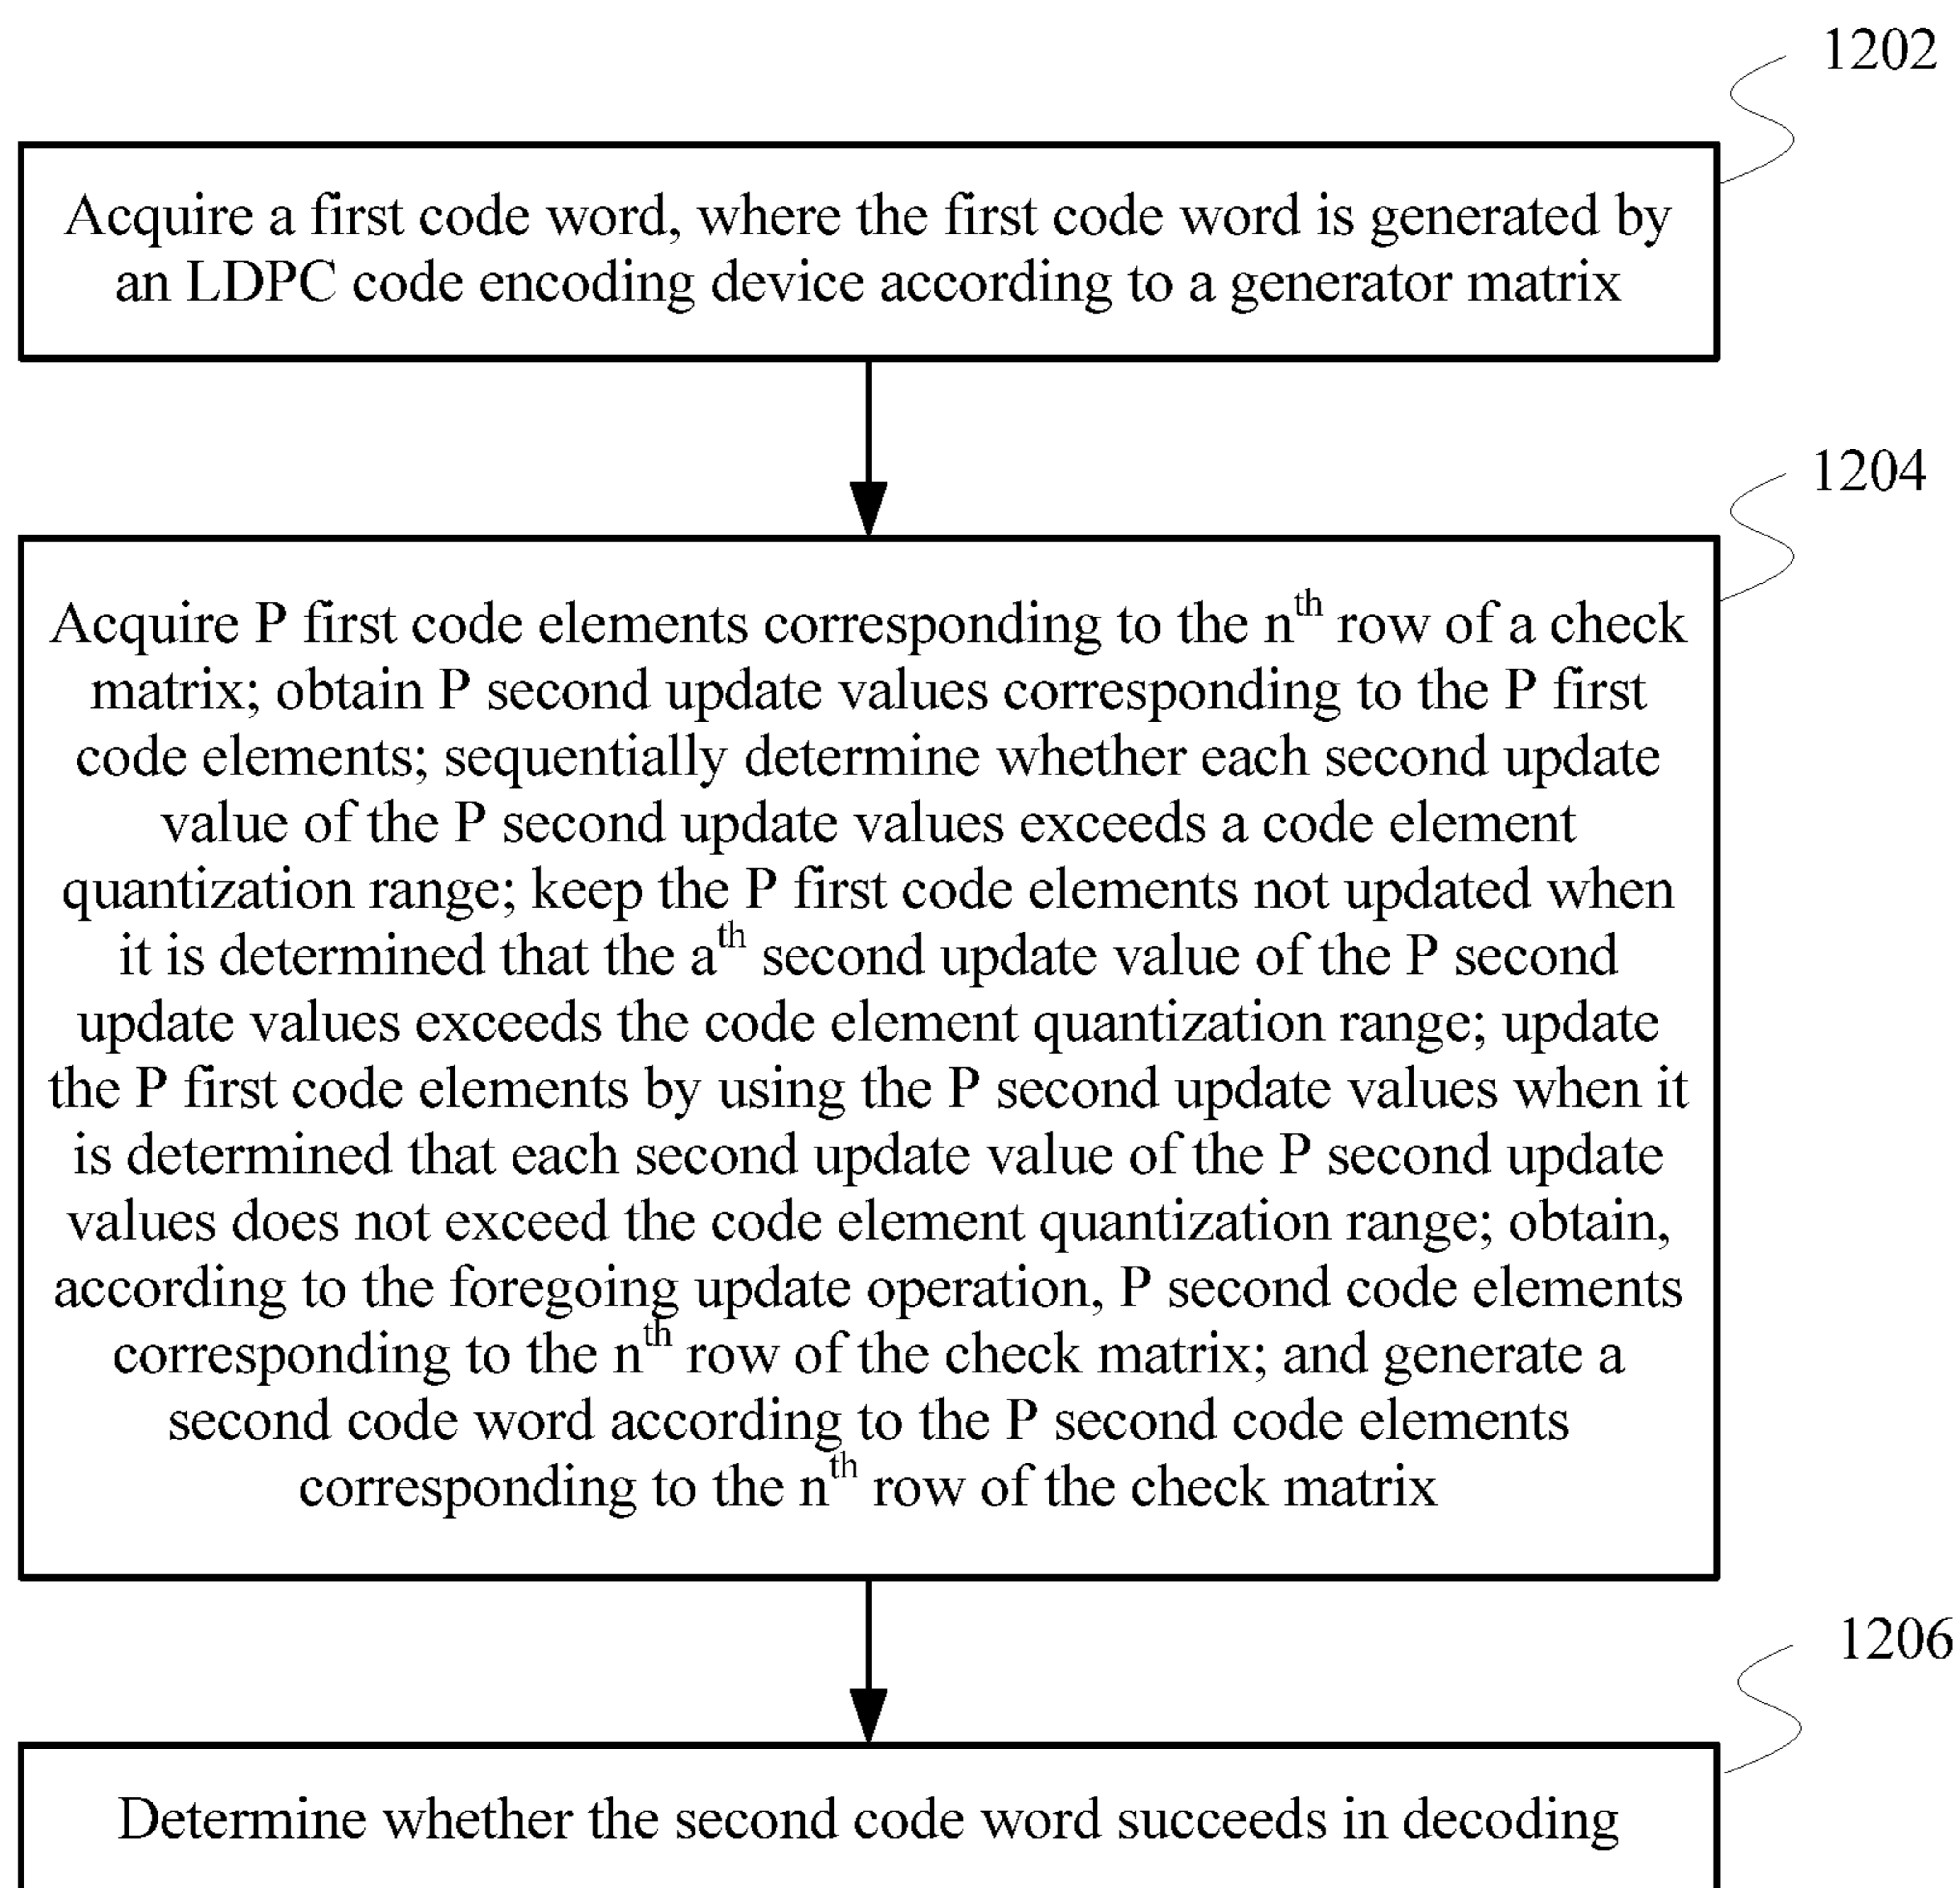 1202
Acquire a first code word, where the first code word is generated by
an LDPC code encoding device according to a generator matrix
1204
Acquire P first code elements corresponding to the nth row of a check
matrix; obtain P second update values corresponding to the P first
code elements; sequentially determine whether each second update
value of the P second update values exceeds a code element
quantization range; keep the P first code elements not updated when
it is determined that the ath second update value of the P second
update values exceeds the code element quantization range; update
the P first code elements by using the P second update values when it
is determined that each second update value of the P second update
values does not exceed the code element quantization range; obtain,
according to the foregoing update operation, P second code elements
corresponding to the nth row of the check matrix; and generate a
second code word according to the P second code elements
corresponding to the nth row of the check matrix
1206
Determine whether the second code word succeeds in decoding